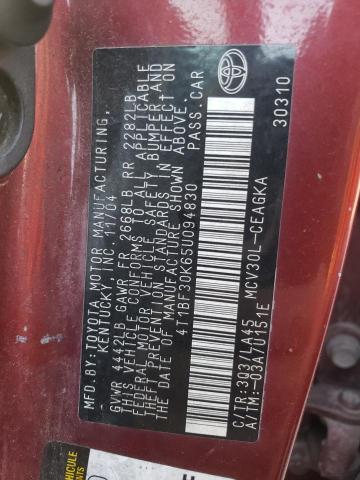 MFD.BY:TOYOTA MOTOR MANUFACTURING,
KENTUCKY, INC. 11/04
GVWR 4442LB GAWR FR 2668LB RR 2282LB
THIS VEHICLE CONFORMS TO ALL APPLICABLE
FEDERAL MOTOR VEHICLE SAFETY, BUMPER, AND
THEFT PREVENTION STANDARDS IN EFFECT ON
THE DATE OF MANUFACTURE SHOWN ABOVE.
4T1BF30K65U094830 PASS.CAR
C/TR:3Q3/LA45 MCV30L-CEAGKA
A/TM:-03A/U151E 30310
VEHICULE